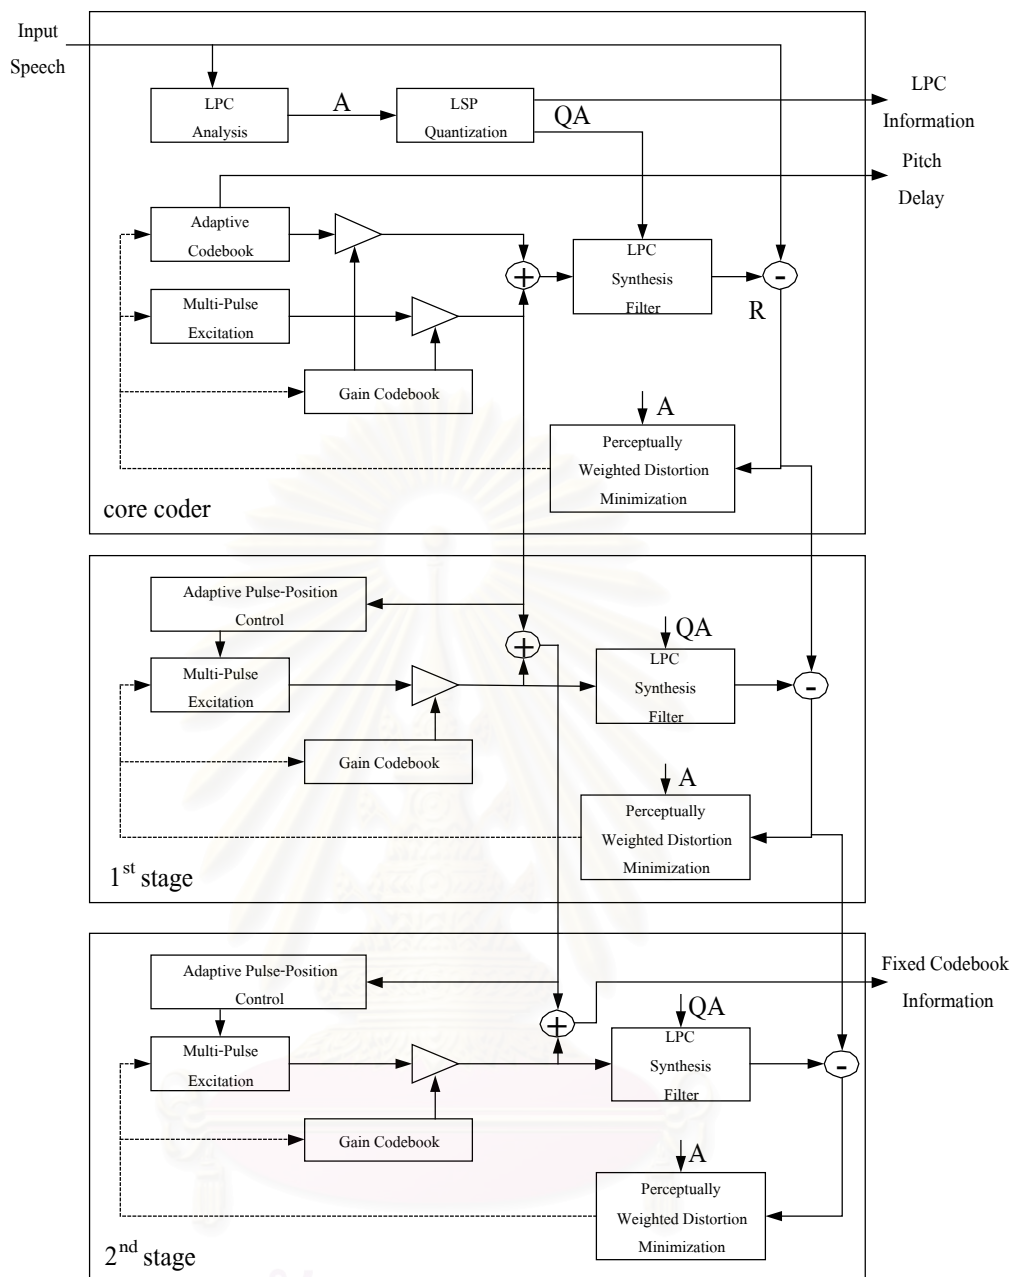 Input
Speech
LPC
Analysis
A
LSP
Quantization
QA
LPC
Information
Pitch
Delay
Adaptive
Codebook
LPC
Synthesis
Filter
+
-
R
Multi-Pulse
Excitation
Gain Codebook
A
Perceptually
Weighted Distortion
Minimization
core coder
Adaptive Pulse-Position
Control
+
QA
LPC
Synthesis
Filter
-
Multi-Pulse
Excitation
Gain Codebook
A
Perceptually
Weighted Distortion
Minimization
1st stage
Adaptive Pulse-Position
Control
Fixed Codebook
Information
+
QA
LPC
Synthesis
Filter
-
Multi-Pulse
Excitation
Gain Codebook
A
Perceptually
Weighted Distortion
Minimization
2nd stage